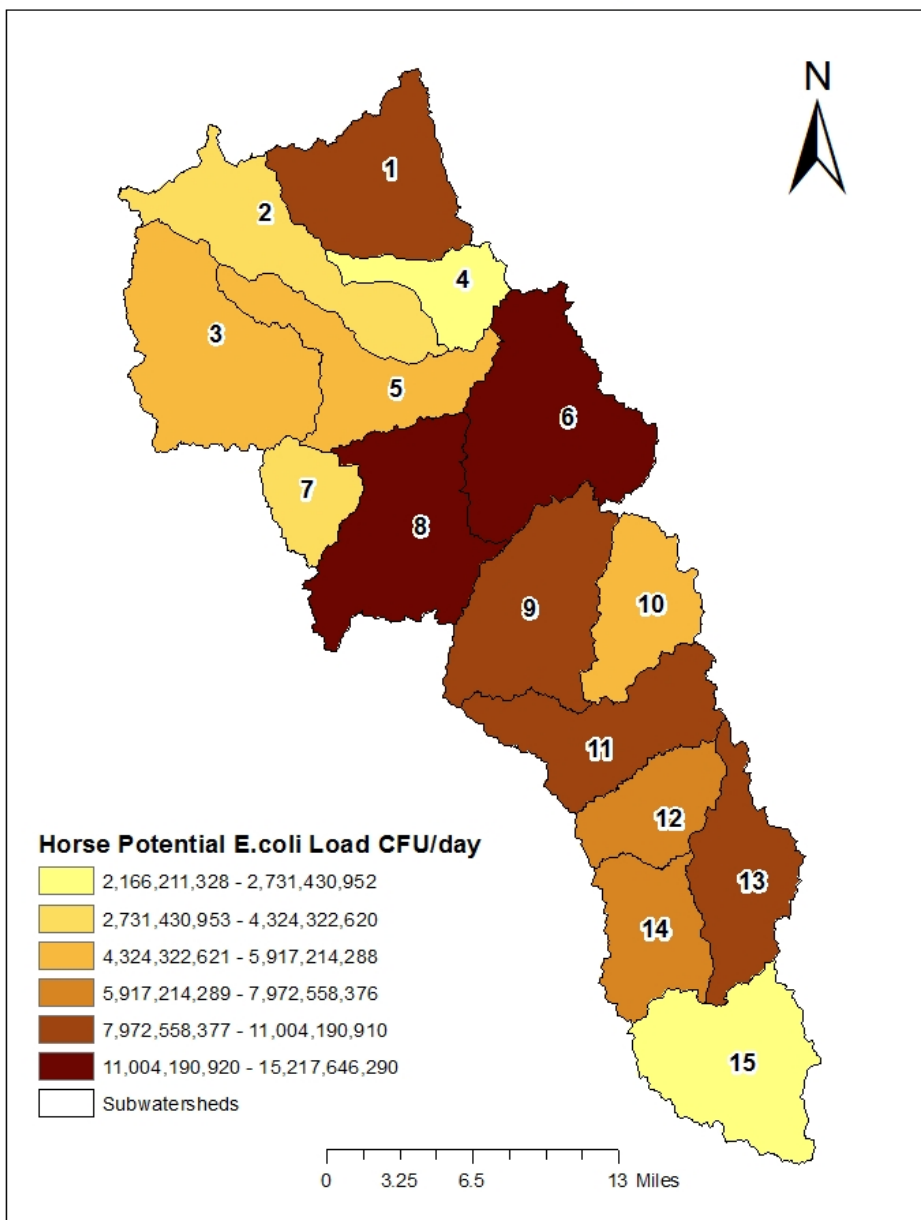 N
1
2
4
3
5
6
7
8
9
10
11
12
13
14
15
Horse Potential E.coli Load CFU/day
2,166,211,328 - 2,731,430,952
2,731,430,953 - 4,324,322,620
4,324,322,621 - 5,917,214,288
5,917,214,289 - 7,972,558,376
7,972,558,377 - 11,004,190,910
11,004,190,920 - 15,217,646,290
Subwatersheds
0 3.25 6.5 13 Miles